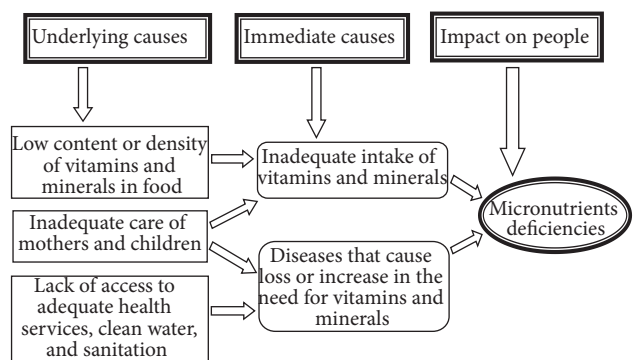 Underlying causes
Immediate causes
Impact on people
Low content or density
of vitamins and
minerals in food
Inadequate intake of
vitamins and minerals
Inadequate care of
mothers and children
Micronutrients
deficiencies
Diseases that cause
loss or increase in the
need for vitamins and
minerals
Lack of access to
adequate health
services, clean water,
and sanitation